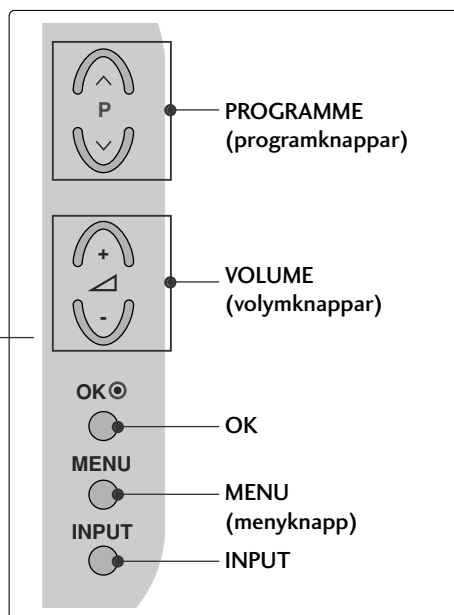 P
PROGRAMME
(programknappar)
+
VOLUME
(volymknappar)
-
OK
OK
MENU
MENU
(menyknapp)
INPUT
INPUT